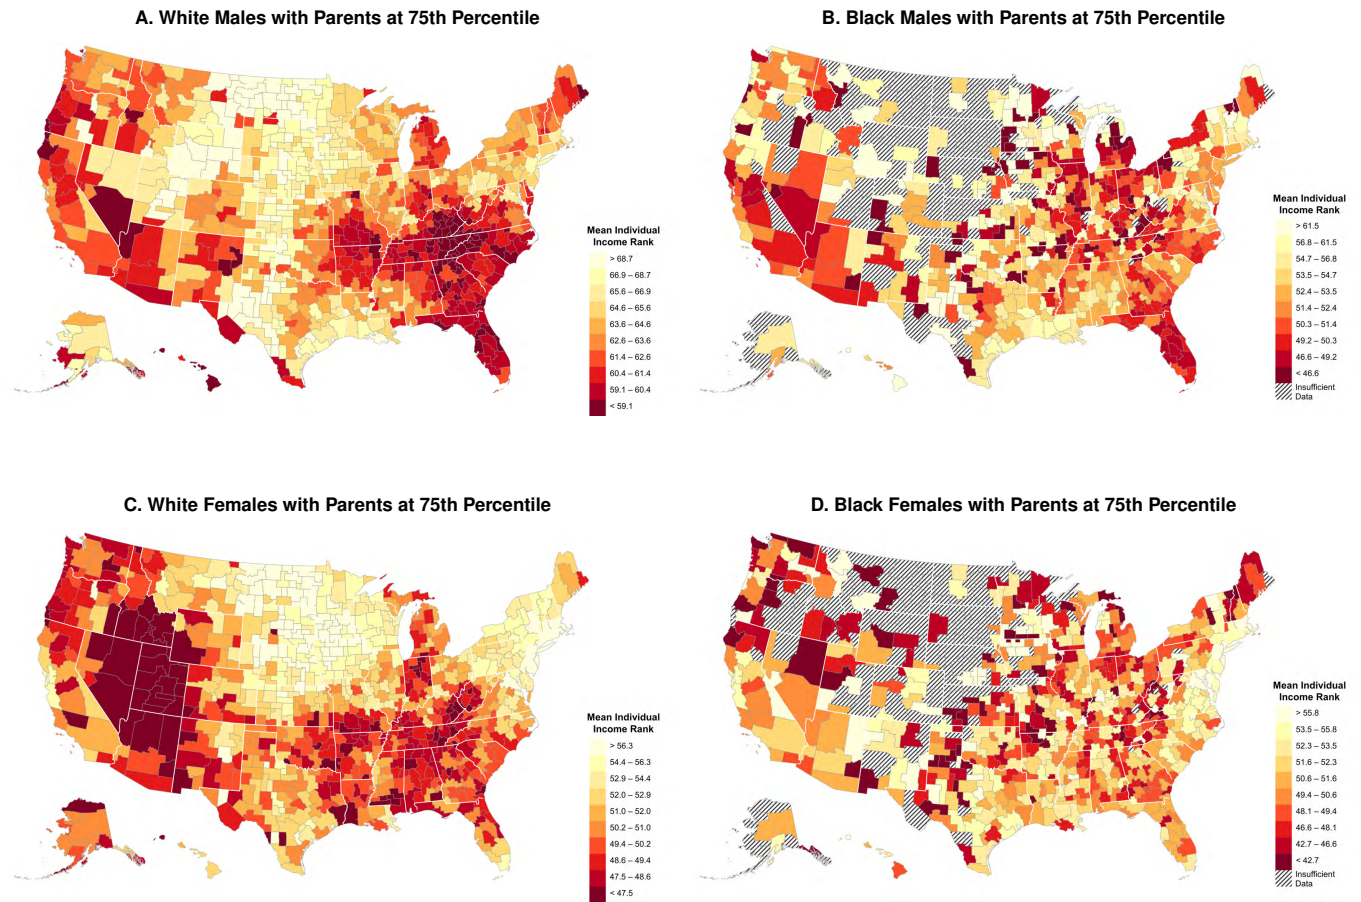 A. White Males with Parents at 75th Percentile
Mean Individual
Income Rank
> 68.7
66.9 – 68.7
65.6 – 66.9
64.6 – 65.6
63.6 – 64.6
62.6 – 63.6
61.4 – 62.6
60.4 – 61.4
59.1 – 60.4
< 59.1
B. Black Males with Parents at 75th Percentile
Mean Individual
Income Rank
> 61.5
56.8 – 61.5
54.7 – 56.8
53.5 – 54.7
52.4 – 53.5
51.4 – 52.4
50.3 – 51.4
49.2 – 50.3
46.6 – 49.2
< 46.6
Insufficient
Data
C. White Females with Parents at 75th Percentile
Mean Individual
Income Rank
> 56.3
54.4 – 56.3
52.9 – 54.4
52.0 – 52.9
51.0 – 52.0
50.2 – 51.0
49.4 – 50.2
48.6 – 49.4
47.5 – 48.6
< 47.5
D. Black Females with Parents at 75th Percentile
Mean Individual
Income Rank
> 55.8
53.5 – 55.8
52.3 – 53.5
51.6 – 52.3
50.6 – 51.6
49.4 – 50.6
48.1 – 49.4
46.6 – 48.1
42.7 – 46.6
< 42.7
Insufficient
Data